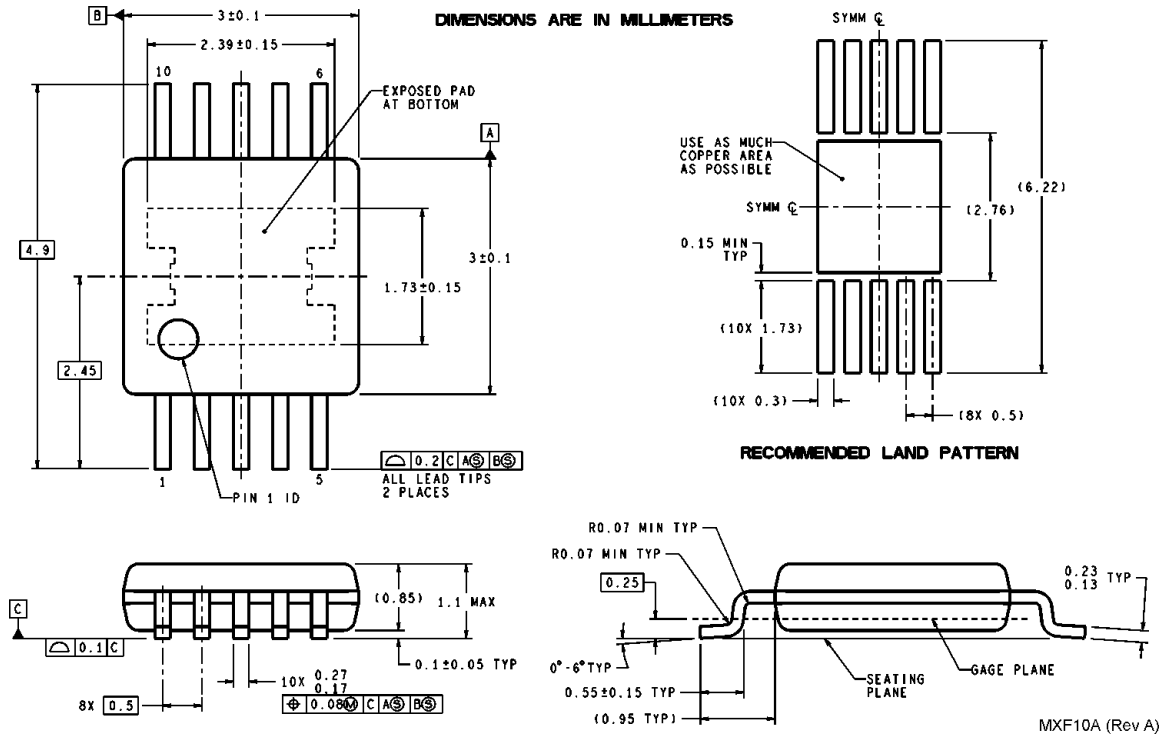 DIMENSIONS ARE IN MILLIMETERS
B
3±0.1
2.39±0.15
10
6
EXPOSED PAD
AT BOTTOM
A
4.9
2.45
1.73±0.15
3±0.1
1
5
PIN 1 ID
⌓ 0.2 C AⓈ BⓈ
ALL LEAD TIPS
2 PLACES
SYMM ℄
USE AS MUCH
COPPER AREA
AS POSSIBLE
SYMM ℄
(2.76)
(6.22)
0.15 MIN
TYP
(10X 1.73)
(10X 0.3)
(8X 0.5)
RECOMMENDED LAND PATTERN
C
⌓ 0.1 C
(0.85)
1.1 MAX
0.1±0.05 TYP
8X 0.5
10X 0.27
0.17
⌖ 0.08Ⓜ C AⓈ BⓈ
R0.07 MIN TYP
R0.07 MIN TYP
0.25
0°-6°TYP
0.55±0.15 TYP
(0.95 TYP)
SEATING
PLANE
GAGE PLANE
0.23
0.13 TYP
MXF10A (Rev A)